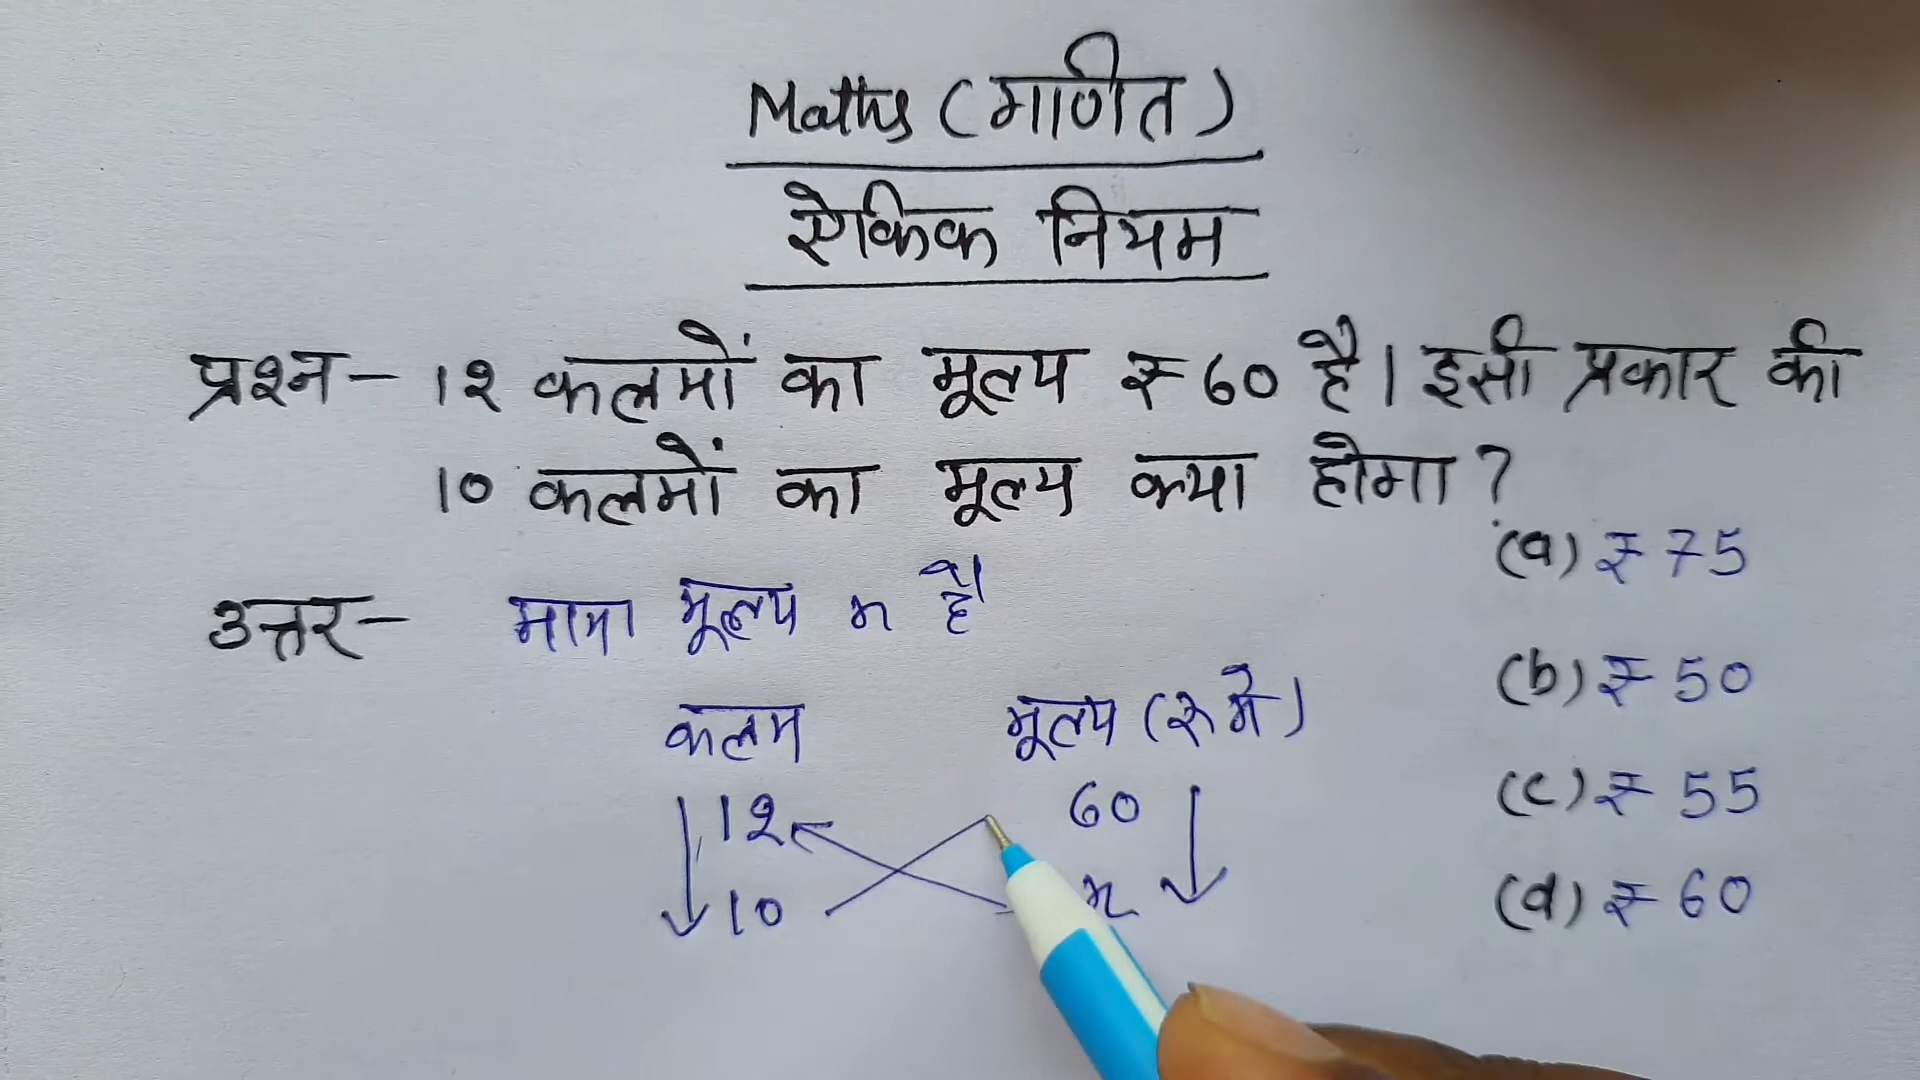 Maths (गणित)
ऐकिक नियम
प्रश्न- 12 कलमों का मूल्य ₹ 60 है। इसी प्रकार की
10 कलमों का मूल्य क्या होगा?
(a) ₹ 75
उत्तर- माना मूल्य x है
(b) ₹ 50
कलम मूल्य (रु में)
(c) ₹ 55
12 60
10 x
(d) ₹ 60